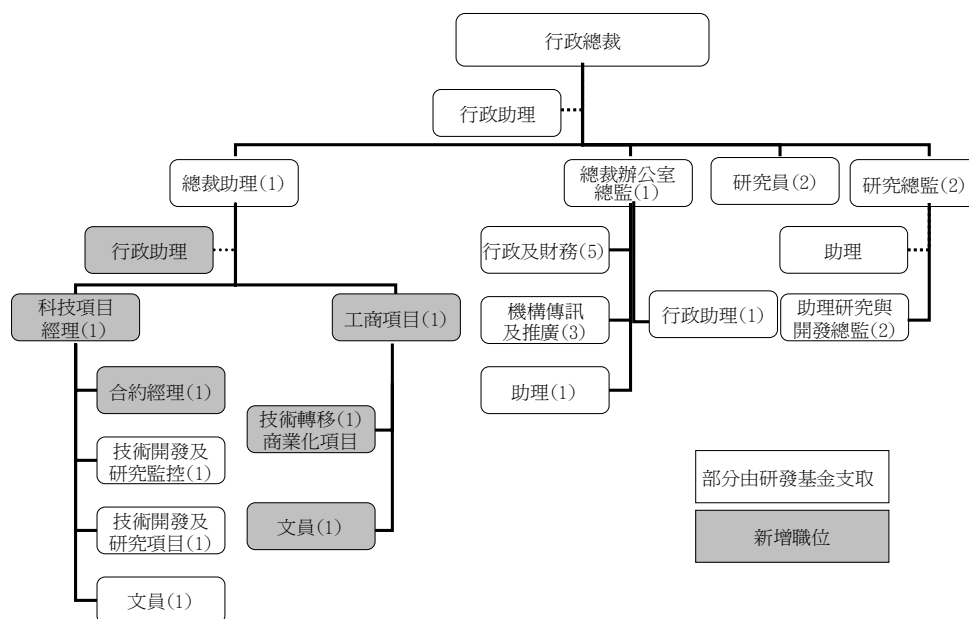 行政總裁
行政助理
總裁助理(1)
總裁辦公室
總監(1)
研究員(2)
研究總監(2)
行政助理
行政及財務(5)
助理
科技項目
經理(1)
工商項目(1)
機構傳訊
及推廣(3)
行政助理(1)
助理研究與
開發總監(2)
合約經理(1)
助理(1)
技術轉移(1)
商業化項目
技術開發及
研究監控(1)
部分由研發基金支取
技術開發及
研究項目(1)
文員(1)
新增職位
文員(1)